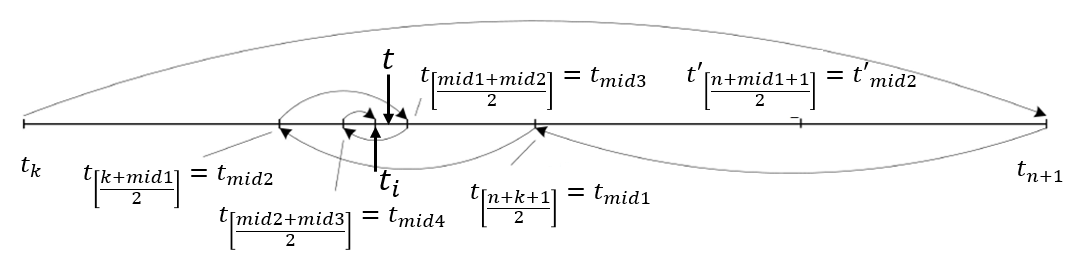 t
t_[(mid1+mid2)/2] = t_mid3
t′_[(n+mid1+1)/2] = t′_mid2
t_k
t_[(k+mid1)/2] = t_mid2
t_i
t_[(n+k+1)/2] = t_mid1
t_{n+1}
t_[(mid2+mid3)/2] = t_mid4